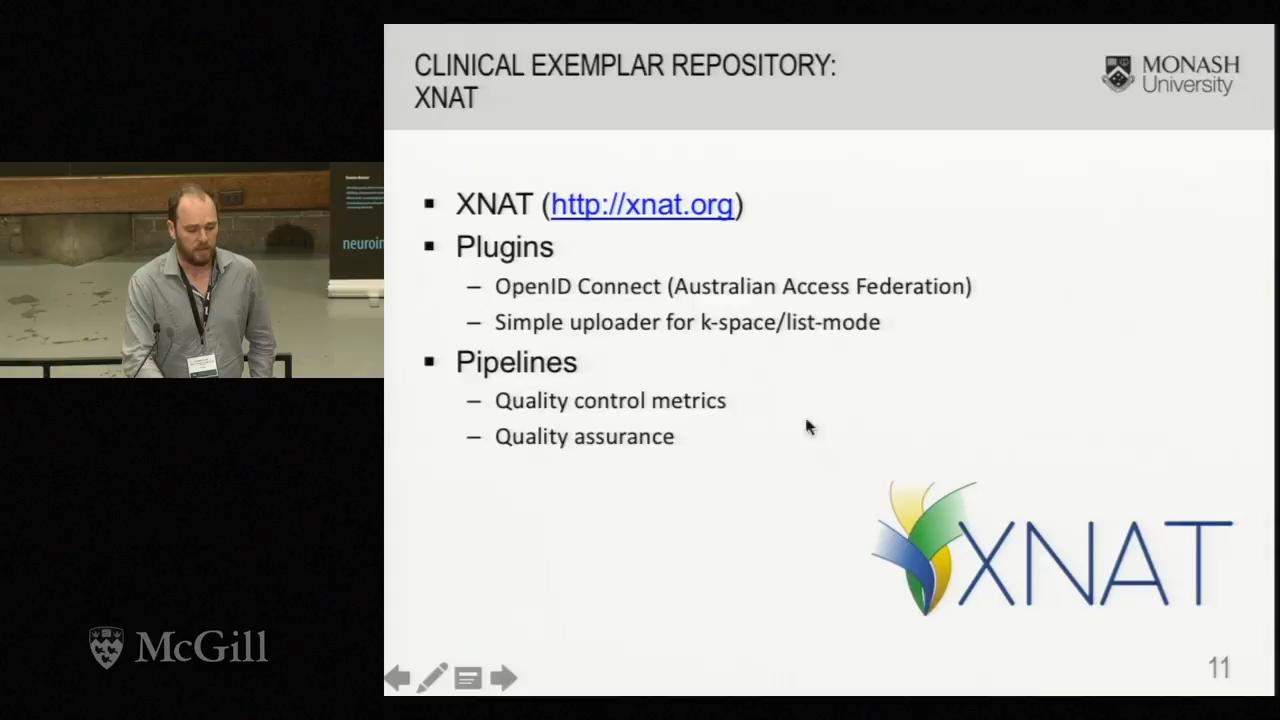 CLINICAL EXEMPLAR REPOSITORY:
XNAT
MONASH
University
▪ XNAT (http://xnat.org)
▪ Plugins
– OpenID Connect (Australian Access Federation)
– Simple uploader for k-space/list-mode
▪ Pipelines
– Quality control metrics
– Quality assurance
XNAT
11
neuroin
McGill